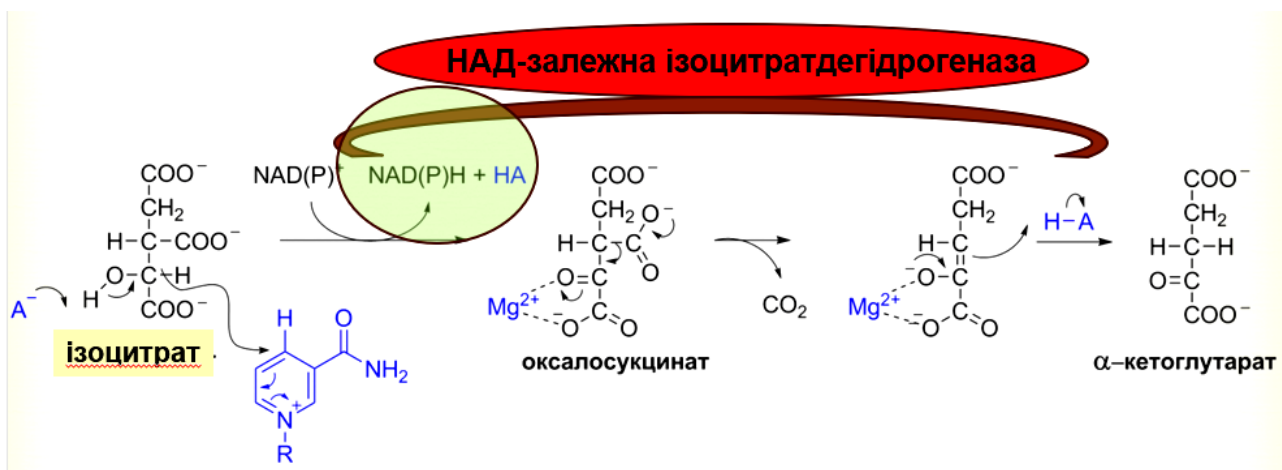 НАД-залежна ізоцитратдегідрогеназа
NAD(P)⁺ NAD(P)H + HA
COO⁻
CH₂
H–C–COO⁻
H O–C–H
COO⁻
A⁻
ізоцитрат
H O
NH₂
N⁺
R
COO⁻
CH₂ O⁻
H–C–C
O
O=C
Mg²⁺
⁻O C=O
оксалосукцинат
CO₂
COO⁻
CH₂
H–C
⁻O–C
Mg²⁺
⁻O C=O
H–A
COO⁻
CH₂
H–C–H
O=C
COO⁻
α–кетоглутарат